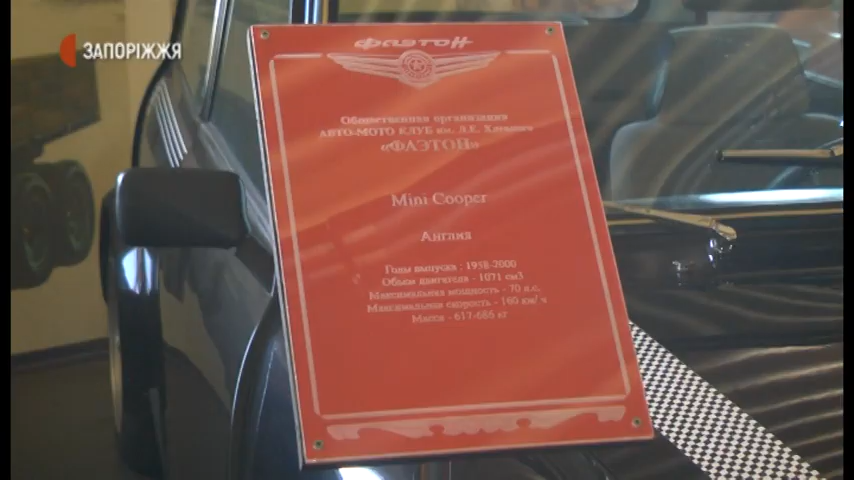 ЗАПОРІЖЖЯ
ФАЭТОН
Общественная организация
АВТО-МОТО КЛУБ им. Л.Е. 
«ФАЭТОН»
Mini Cooper
Англия
Годы выпуска : 1958-2000
Объем двигателя - 1071 см3
Максимальная мощность - 70 л.с.
Максимальная скорость - 160 км/ч
Масса - 617-686 кг